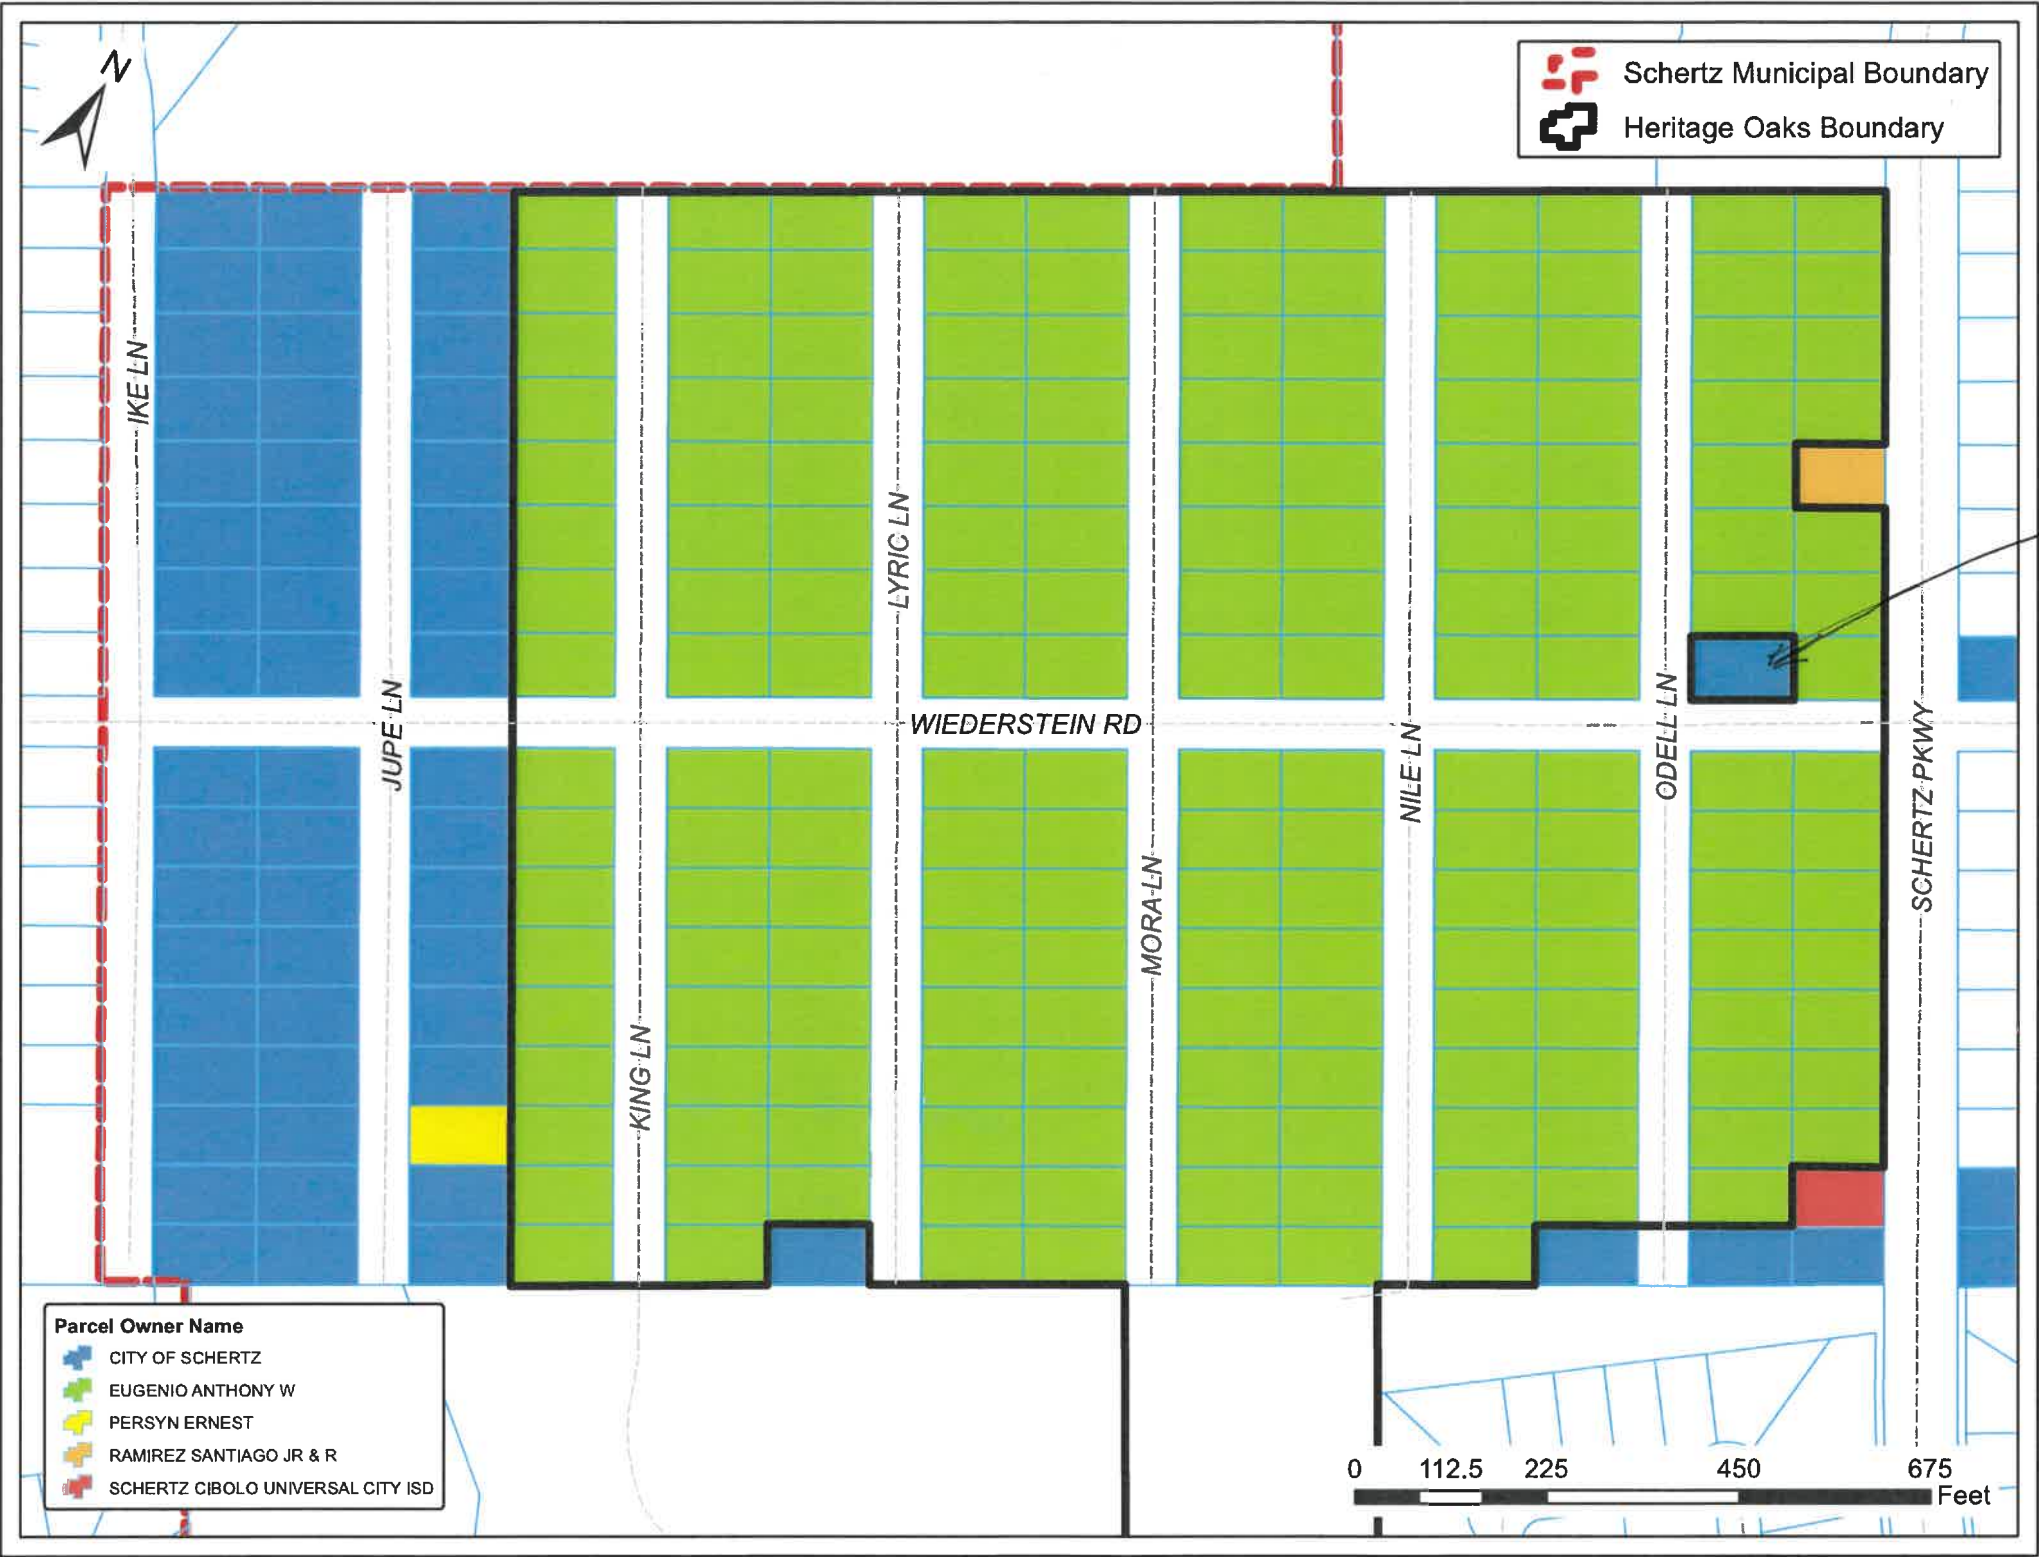 N
Schertz Municipal Boundary
Heritage Oaks Boundary
IKE LN
JUPE LN
KING LN
LYRIC LN
WIEDERSTEIN RD
MORA LN
NILE LN
ODELL LN
SCHERTZ PKWY
Parcel Owner Name
CITY OF SCHERTZ
EUGENIO ANTHONY W
PERSYN ERNEST
RAMIREZ SANTIAGO JR & R
SCHERTZ CIBOLO UNIVERSAL CITY ISD
0 112.5 225 450 675
Feet